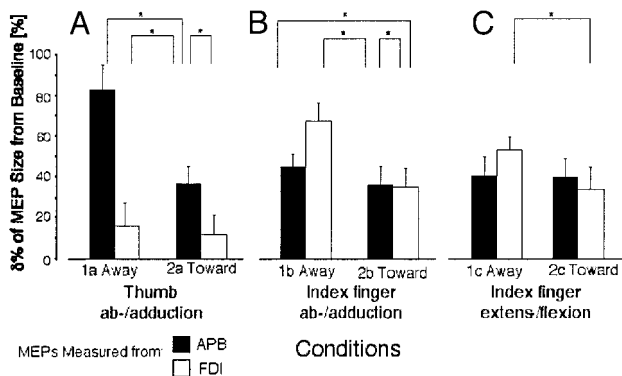 A B C
* * * * * * *
δ% of MEP Size from Baseline [%]
100
80
60
40
20
0
1a Away 2a Toward 1b Away 2b Toward 1c Away 2c Toward
Thumb ab-/adduction
Index finger ab-/adduction
Index finger extens-/flexion
MEPs Measured from: APB
FDI
Conditions